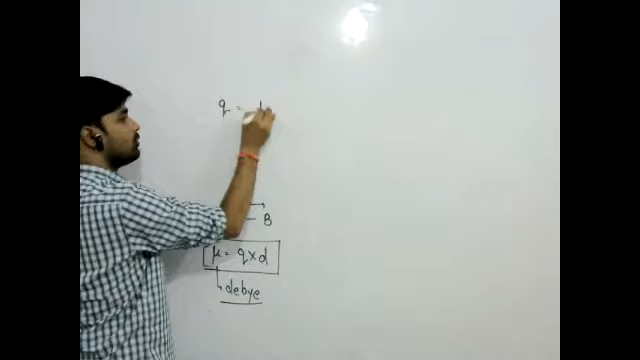 q =
→
– B
μ = q x d
↳ debye